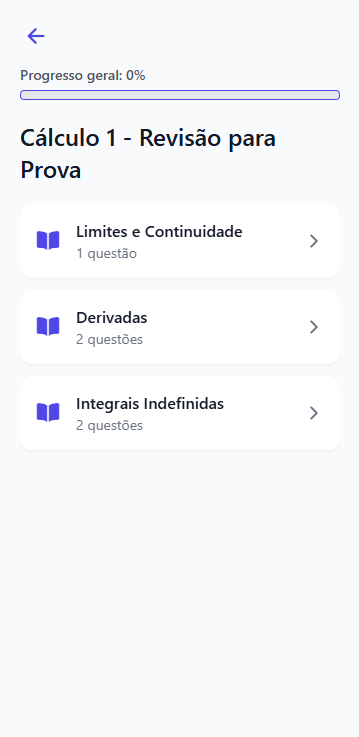 Progresso geral: 0%
Cálculo 1 - Revisão para
Prova
Limites e Continuidade
1 questão
Derivadas
2 questões
Integrais Indefinidas
2 questões